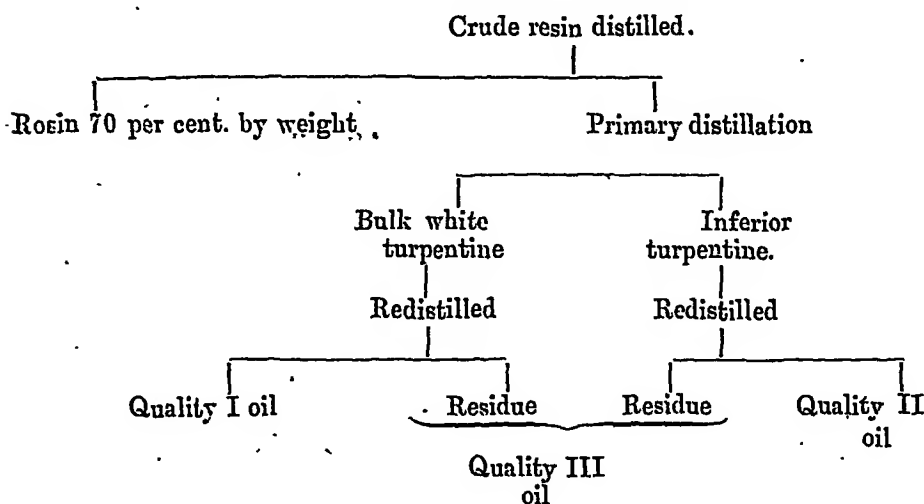 Crude resin distilled.
Rosin 70 per cent. by weight.
Primary distillation
Bulk white
turpentine
Inferior
turpentine.
Redistilled
Redistilled
Quality I oil
Residue
Residue
Quality II
oil
Quality III
oil